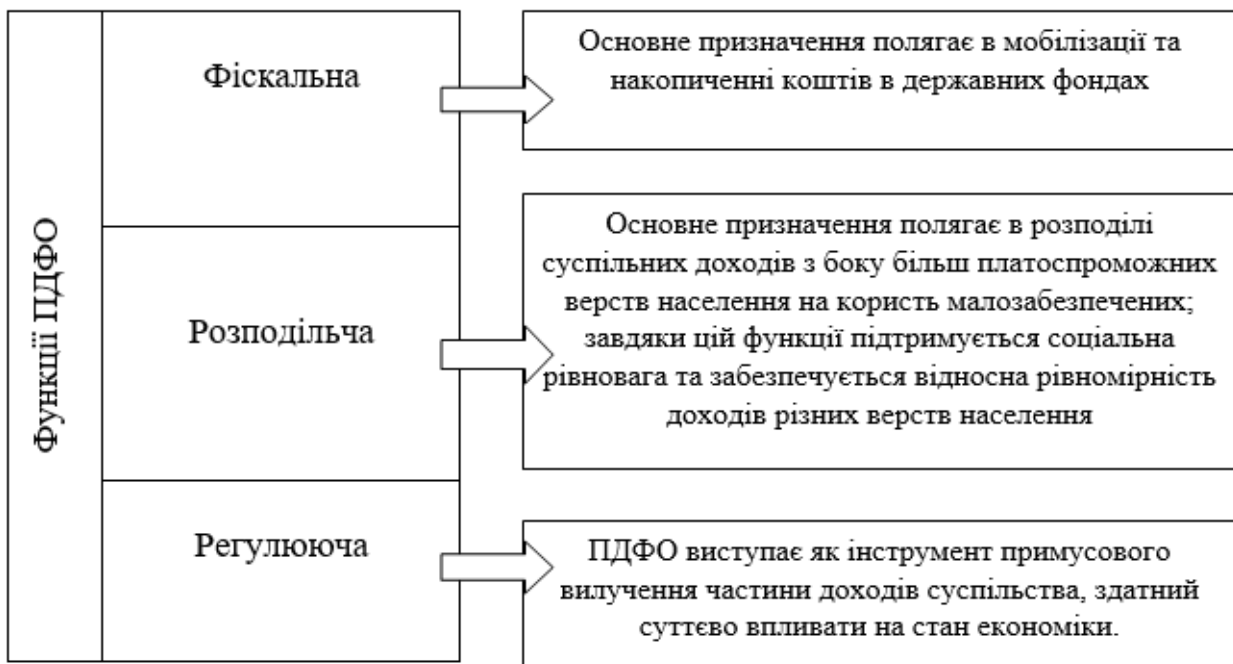 Функції ПДФО
Фіскальна
Основне призначення полягає в мобілізації та
накопиченні коштів в державних фондах
Розподільча
Основне призначення полягає в розподілі
суспільних доходів з боку більш платоспроможних
верств населення на користь малозабезпечених;
завдяки цій функції підтримується соціальна
рівновага та забезпечується відносна рівномірність
доходів різних верств населення
Регулююча
ПДФО виступає як інструмент примусового
вилучення частини доходів суспільства, здатний
суттєво впливати на стан економіки.